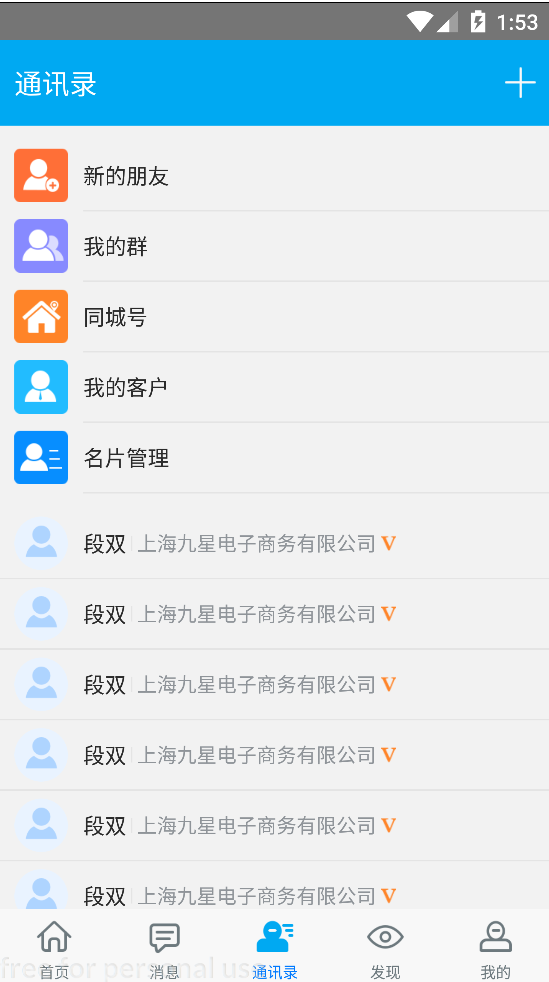 1:53
通讯录
新的朋友
我的群
同城号
我的客户
名片管理
段双 上海九星电子商务有限公司 V
段双 上海九星电子商务有限公司 V
段双 上海九星电子商务有限公司 V
段双 上海九星电子商务有限公司 V
段双 上海九星电子商务有限公司 V
段双 上海九星电子商务有限公司 V
首页 消息 通讯录 发现 我的
free for personal use